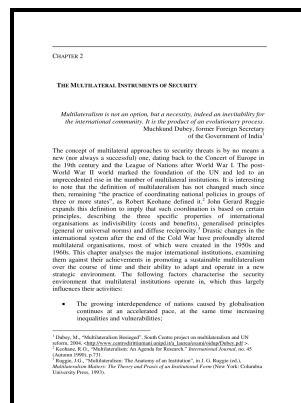 CHAPTER 2
THE MULTILATERAL INSTRUMENTS OF SECURITY
Multilateralism is not an option, but a necessity, indeed an inevitability for
the international community. It is the product of an evolutionary process.
Muchkund Dubey, former Foreign Secretary
of the Government of India1
The concept of multilateral approaches to security threats is by no means a
new (nor always a successful) one, dating back to the Concert of Europe in
the 19th century and the League of Nations after World War I. The post-
World War II world marked the foundation of the UN and led to an
unprecedented rise in the number of multilateral institutions. It is interesting
to note that the definition of multilateralism has not changed much since
then, remaining "the practice of coordinating national policies in groups of
three or more states", as Robert Keohane defined it.2 John Gerard Ruggie
expands this definition to imply that such coordination is based on certain
principles, describing the three specific properties of international
organisations as indivisibility (costs and benefits), generalised principles
(general or universal norms) and diffuse reciprocity.3 Drastic changes in the
international system after the end of the Cold War have profoundly altered
multilateral organisations, most of which were created in the 1950s and
1960s. This chapter analyses the major international institutions, examining
them against their achievements in promoting a sustainable multilateralism
over the course of time and their ability to adapt and operate in a new
strategic environment. The following factors characterise the security
environment that multilateral institutions operate in, which thus largely
influences their activities:
• The growing interdependence of nations caused by globalisation
continues at an accelerated pace, at the same time increasing
inequalities and vulnerabilities;
1 Dubey, M., "Multilateralism Besieged", South Centre project on multilateralism and UN
reform, 2004,
2 Keohane, R.O., "Multilateralism: An Agenda for Research." International Journal, no. 45
(Autumn 1990), p.731.
3 Ruggie, J.G., "Multilateralism: The Anatomy of an Institution", in J. G. Ruggie (ed.),
Multilateralism Matters: The Theory and Praxis of an Institutional Form (New York: Columbia
University Press, 1993).